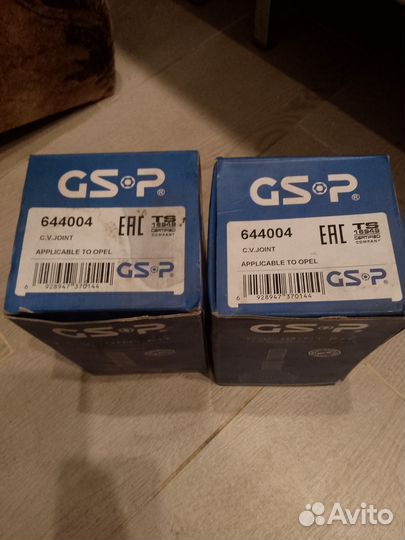 GSP®
644004
C.V.JOINT
APPLICABLE TO OPEL
EAC
TS
16949
CERTIFIED
COMPANY
6 928947 370144
GSP
GSP
GSP®
644004
C.V.JOINT
APPLICABLE TO OPEL
EAC
TS
16949
CERTIFIED
COMPANY
6 928947 370144
GSP
GSP
Avito